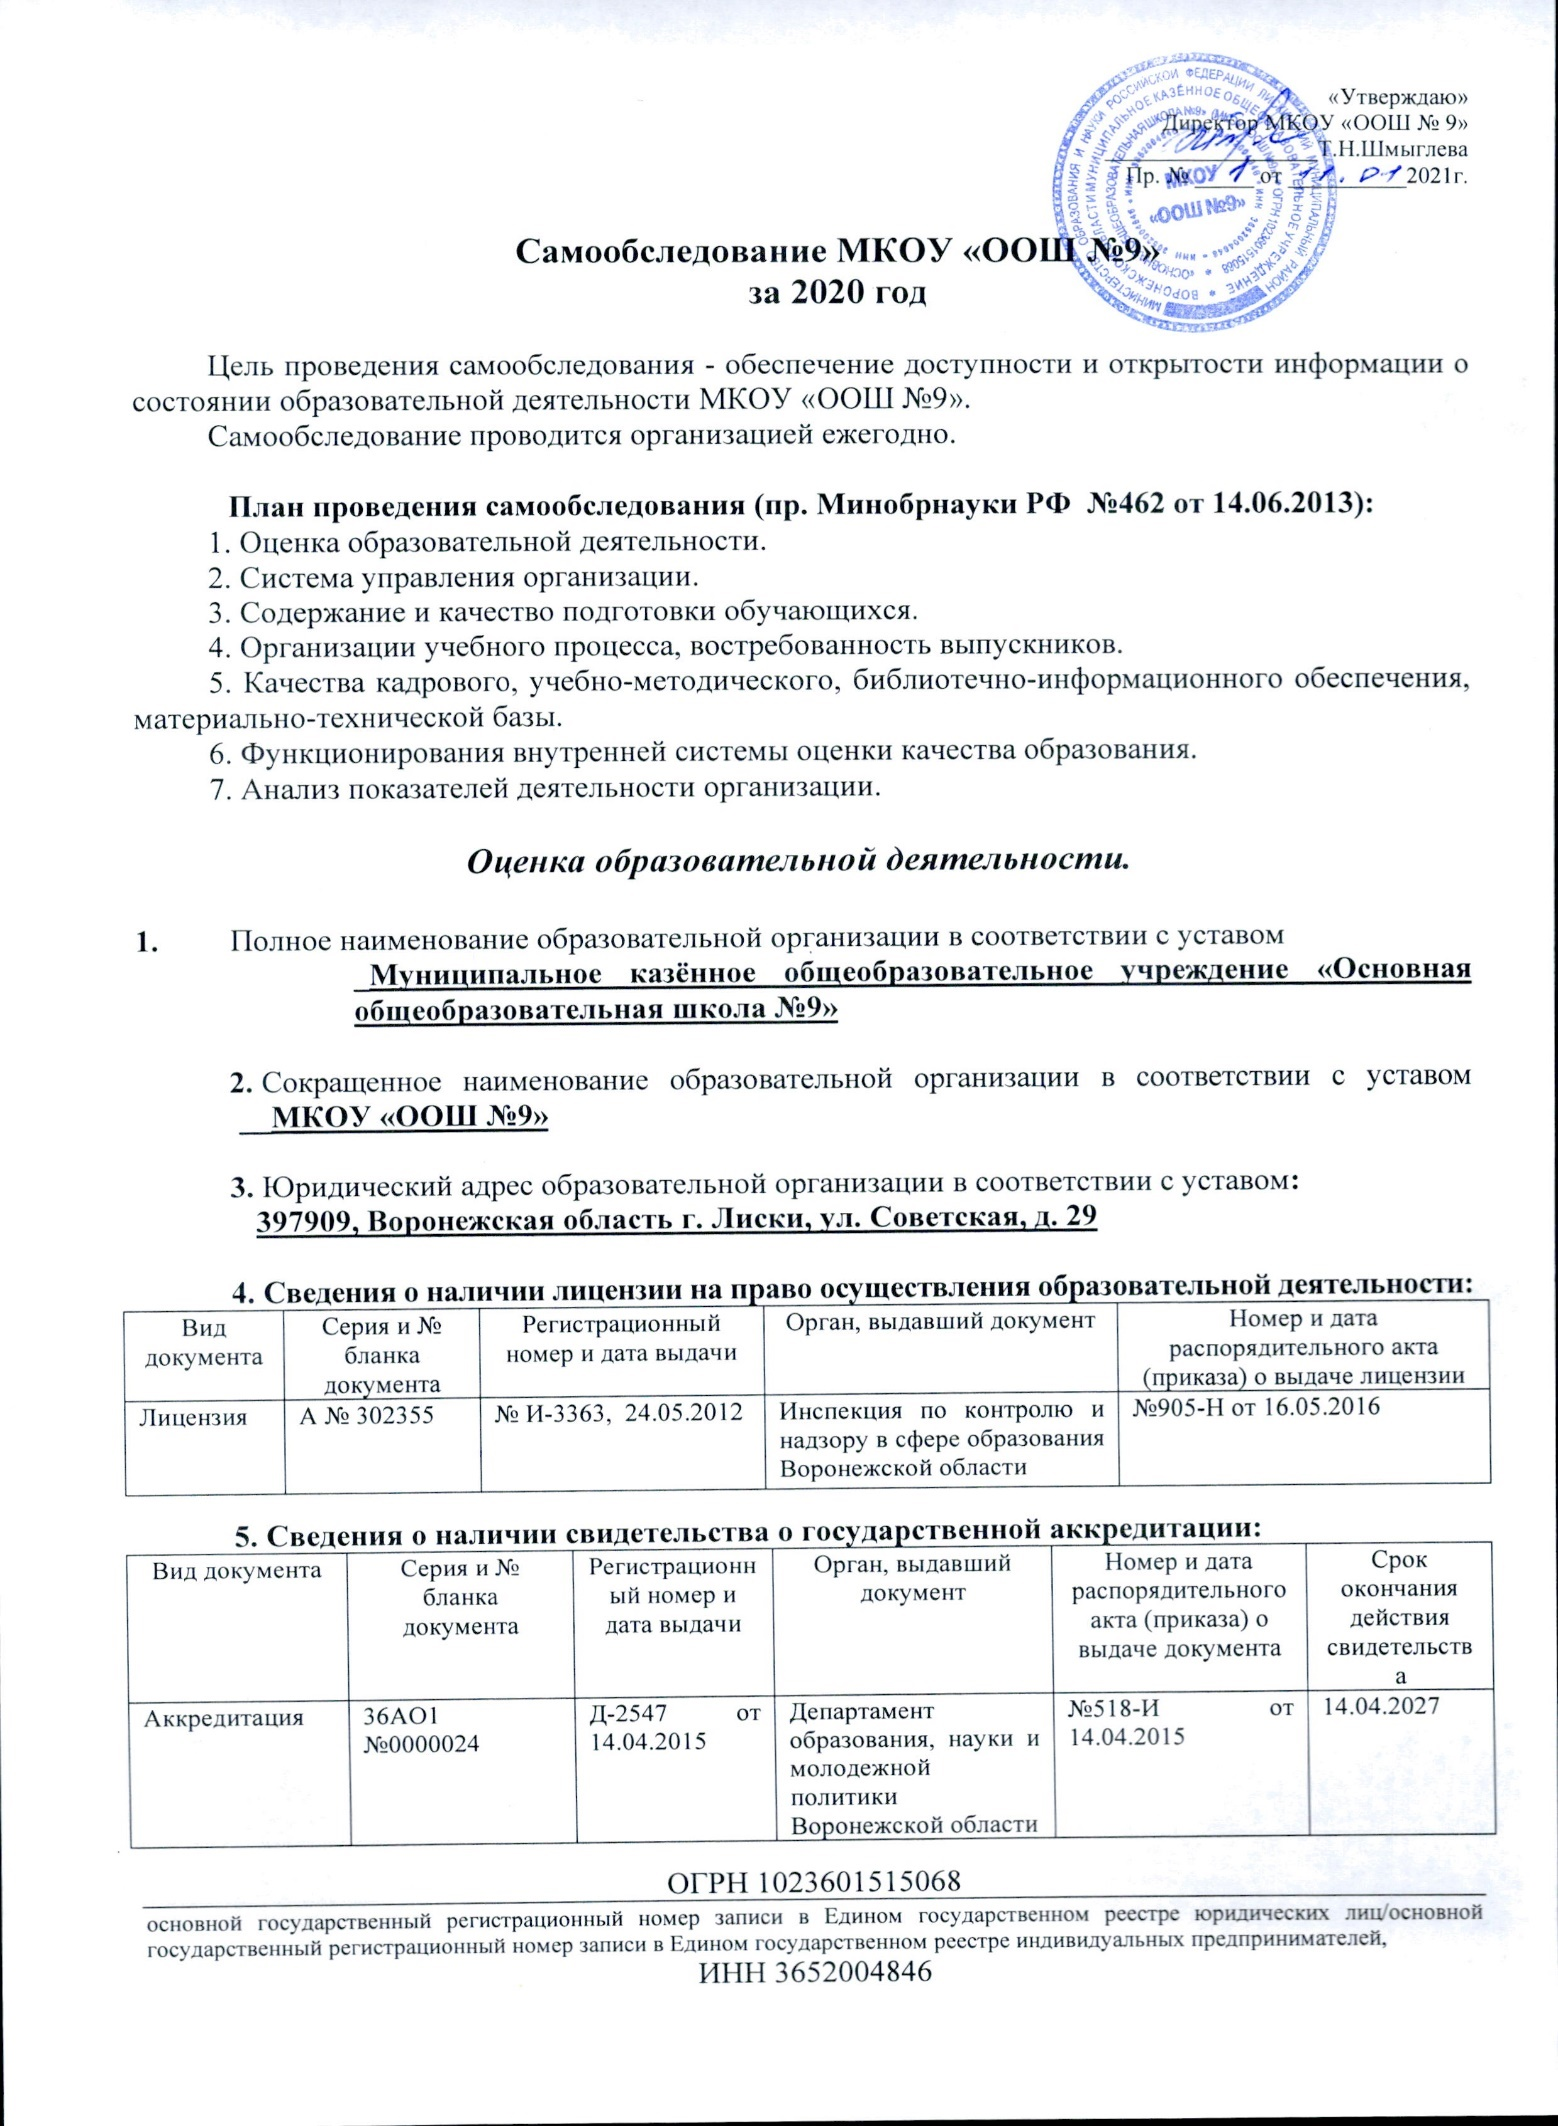 «Утверждаю»
Директор МКОУ «ООШ № 9»
Т.Н.Шмыглева
Пр. № 1 от 11.01 2021г.
МКОУ
«ООШ №9»
Самообследование МКОУ «ООШ №9»
за 2020 год
Цель проведения самообследования - обеспечение доступности и открытости информации о
состоянии образовательной деятельности МКОУ «ООШ №9».
Самообследование проводится организацией ежегодно.
План проведения самообследования (пр. Минобрнауки РФ №462 от 14.06.2013):
1. Оценка образовательной деятельности.
2. Система управления организации.
3. Содержание и качество подготовки обучающихся.
4. Организации учебного процесса, востребованность выпускников.
5. Качества кадрового, учебно-методического, библиотечно-информационного обеспечения,
материально-технической базы.
6. Функционирования внутренней системы оценки качества образования.
7. Анализ показателей деятельности организации.
Оценка образовательной деятельности.
1. Полное наименование образовательной организации в соответствии с уставом
Муниципальное казённое общеобразовательное учреждение «Основная
общеобразовательная школа №9»
2. Сокращенное наименование образовательной организации в соответствии с уставом
МКОУ «ООШ №9»
3. Юридический адрес образовательной организации в соответствии с уставом:
397909, Воронежская область г. Лиски, ул. Советская, д. 29
4. Сведения о наличии лицензии на право осуществления образовательной деятельности:
Вид
документа
Серия и №
бланка
документа
Регистрационный
номер и дата выдачи
Орган, выдавший документ
Номер и дата
распорядительного акта
(приказа) о выдаче лицензии
Лицензия
А № 302355
№ И-3363, 24.05.2012
Инспекция по контролю и
надзору в сфере образования
Воронежской области
№905-Н от 16.05.2016
5. Сведения о наличии свидетельства о государственной аккредитации:
Вид документа
Серия и №
бланка
документа
Регистрационн
ый номер и
дата выдачи
Орган, выдавший
документ
Номер и дата
распорядительного
акта (приказа) о
выдаче документа
Срок
окончания
действия
свидетельств
а
Аккредитация
36АО1
№0000024
Д-2547 от
14.04.2015
Департамент
образования, науки и
молодежной
политики
Воронежской области
№518-И от
14.04.2015
14.04.2027
ОГРН 1023601515068
основной государственный регистрационный номер записи в Едином государственном реестре юридических лиц/основной
государственный регистрационный номер записи в Едином государственном реестре индивидуальных предпринимателей,
ИНН 3652004846